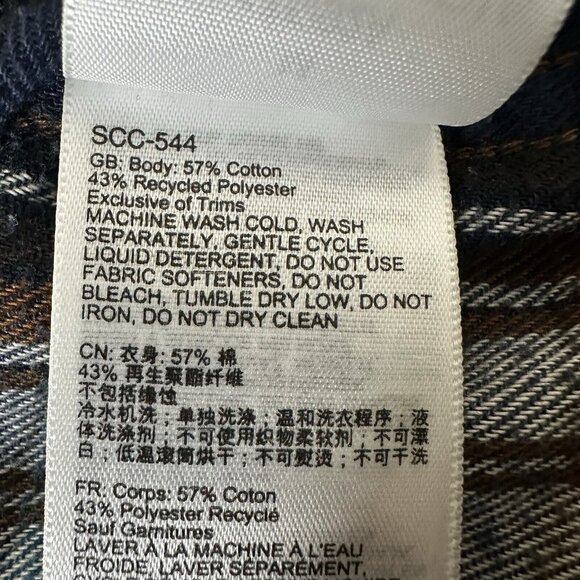 SCC-544
GB: Body: 57% Cotton
43% Recycled Polyester
Exclusive of Trims
MACHINE WASH COLD, WASH
SEPARATELY, GENTLE CYCLE,
LIQUID DETERGENT, DO NOT USE
FABRIC SOFTENERS, DO NOT
BLEACH, TUMBLE DRY LOW, DO NOT
IRON, DO NOT DRY CLEAN
CN: 衣身: 57% 棉
43% 再生聚酯纤维
不包括缘蚀
冷水机洗；单独洗涤；温和洗衣程序；液
体洗涤剂；不可使用织物柔软剂；不可漂
白；低温滚筒烘干；不可熨烫；不可干洗
FR: Corps: 57% Coton
43% Polyester Recyclé
Sauf Garnitures
LAVER À LA MACHINE À L'EAU
FROIDE, LAVER SÉPAREMENT,